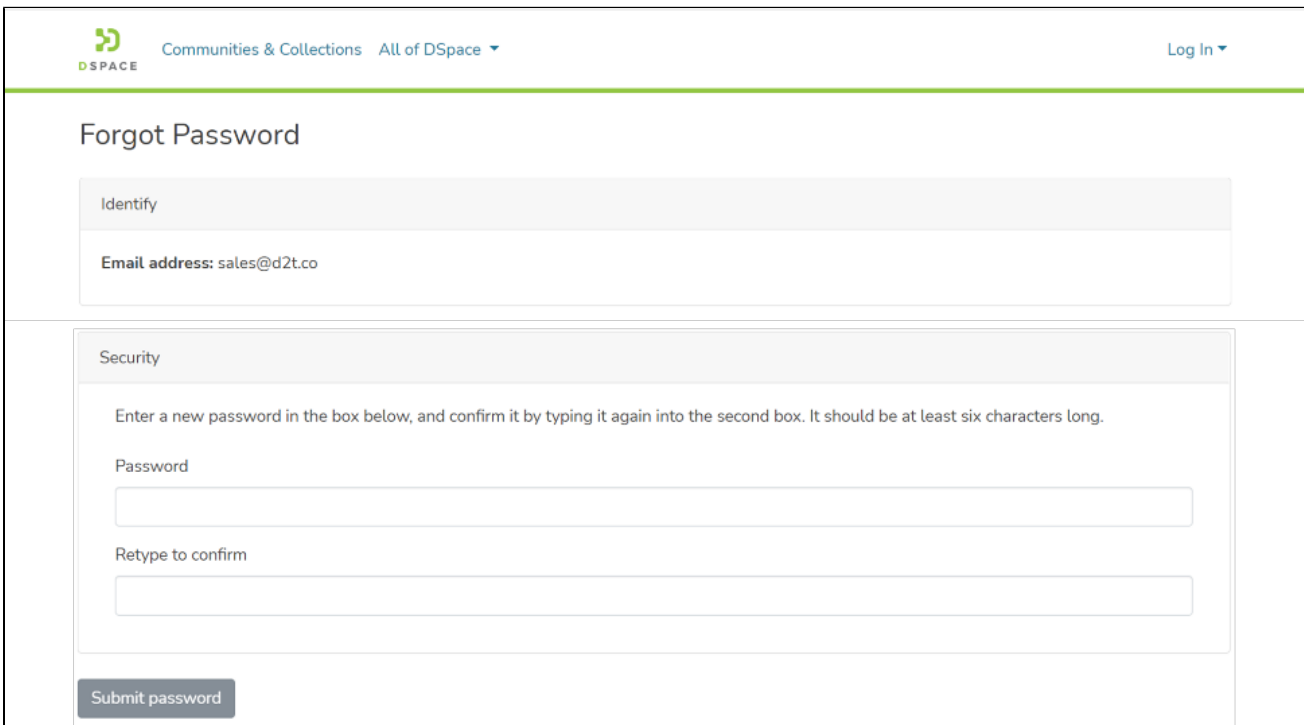 DSPACE
Communities & Collections All of DSpace
Log In
Forgot Password
Identify
Email address: sales@d2t.co
Security
Enter a new password in the box below, and confirm it by typing it again into the second box. It should be at least six characters long.
Password
Retype to confirm
Submit password